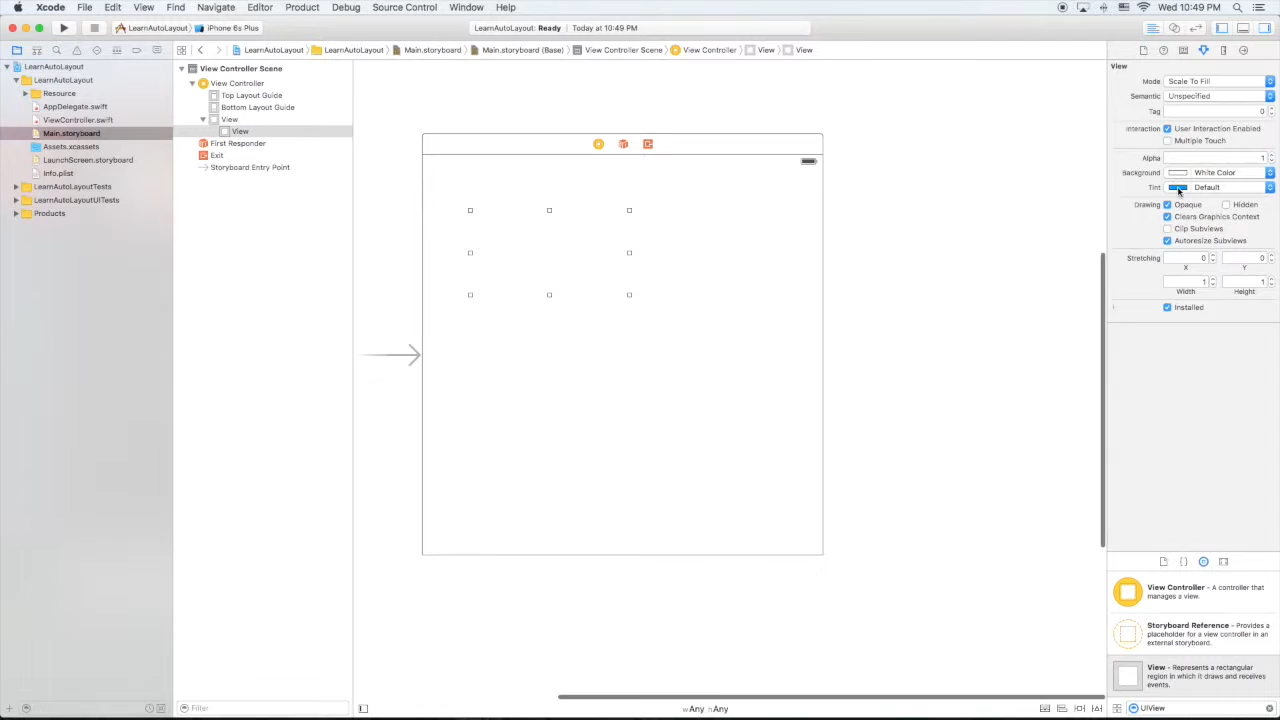 Xcode File Edit View Find Navigate Editor Product Debug Source Control Window Help Wed 10:49 PM
LearnAutoLayout iPhone 6s Plus LearnAutoLayout: Ready Today at 10:49 PM
LearnAutoLayout LearnAutoLayout Main.storyboard Main.storyboard (Base) View Controller Scene View Controller View View
LearnAutoLayout
LearnAutoLayout
Resource
AppDelegate.swift
ViewController.swift
Main.storyboard
Assets.xcassets
LaunchScreen.storyboard
Info.plist
LearnAutoLayoutTests
LearnAutoLayoutUITests
Products
View Controller Scene
View Controller
Top Layout Guide
Bottom Layout Guide
View
View
First Responder
Exit
Storyboard Entry Point
Filter
wAny hAny
View
Mode Scale To Fill
Semantic Unspecified
Tag 0
Interaction User Interaction Enabled
Multiple Touch
Alpha 1
Background White Color
Tint Default
Drawing Opaque Hidden
Clears Graphics Context
Clip Subviews
Autoresize Subviews
Stretching 0 0
X Y
1 1
Width Height
Installed
View Controller - A controller that
manages a view.
Storyboard Reference - Provides a
placeholder for a view controller in an
external storyboard.
View - Represents a rectangular
region in which it draws and receives
events.
UIView